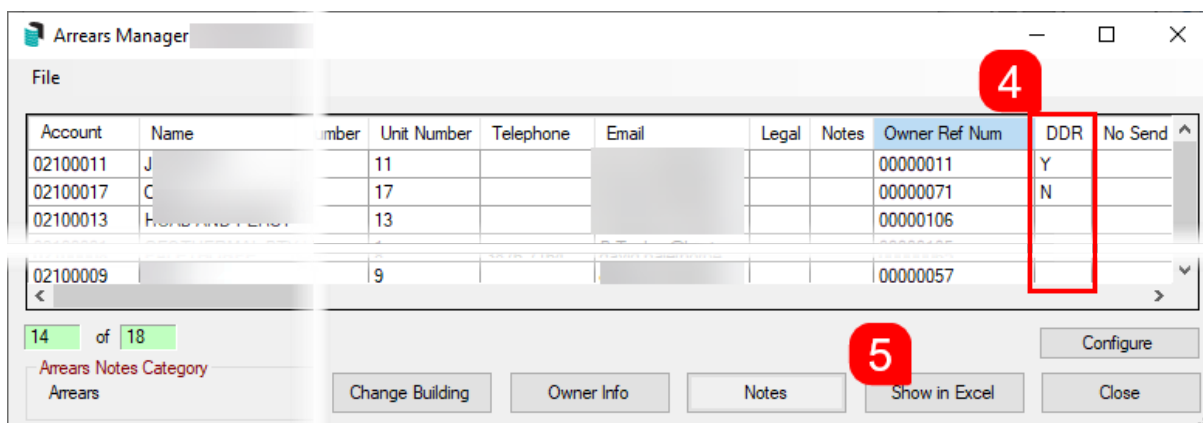 Arrears Manager
File
4
Account Name umber Unit Number Telephone Email Legal Notes Owner Ref Num DDR No Send
02100011 J 11 00000011 Y
02100017 C 17 00000071 N
02100013 13 00000106
02100009 9 00000057
14 of 18
Configure
5
Arrears Notes Category
Arrears
Change Building Owner Info Notes Show in Excel Close